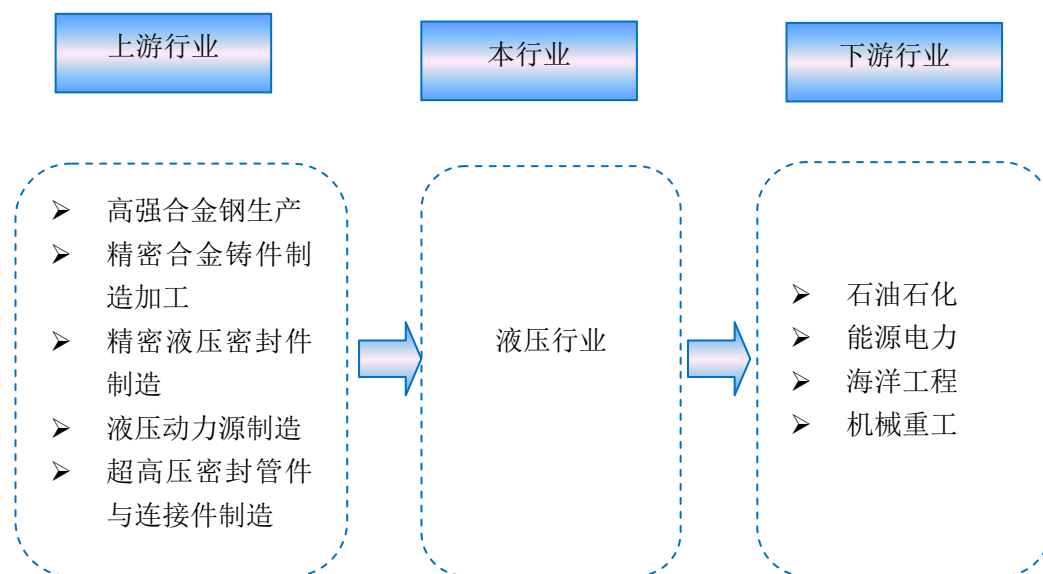 上游行业
本行业
下游行业
➢ 高强合金钢生产
➢ 精密合金铸件制
造加工
➢ 精密液压密封件
制造
➢ 液压动力源制造
➢ 超高压密封管件
与连接件制造
液压行业
➢ 石油石化
➢ 能源电力
➢ 海洋工程
➢ 机械重工